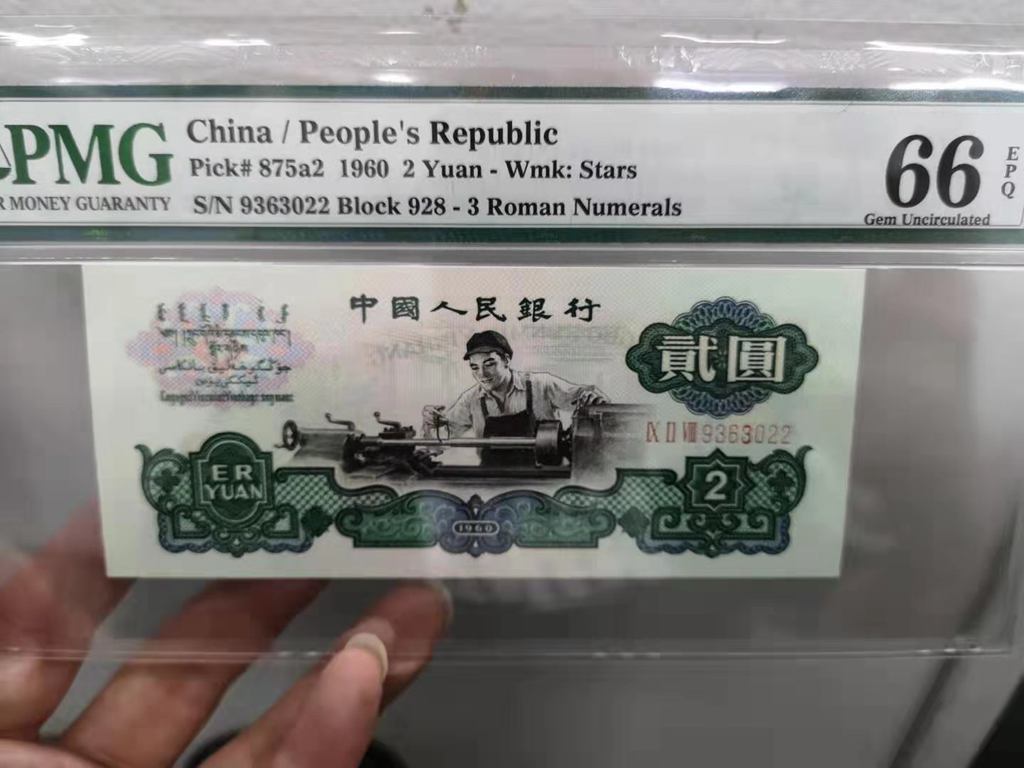 PMG
MONEY GUARANTY
China / People's Republic
Pick# 875a2 1960 2 Yuan - Wmk: Stars
S/N 9363022 Block 928 - 3 Roman Numerals
66
EPQ
Gem Uncirculated
中國人民銀行
貳圓
IX II VIII 9363022
ER
YUAN
1960
2